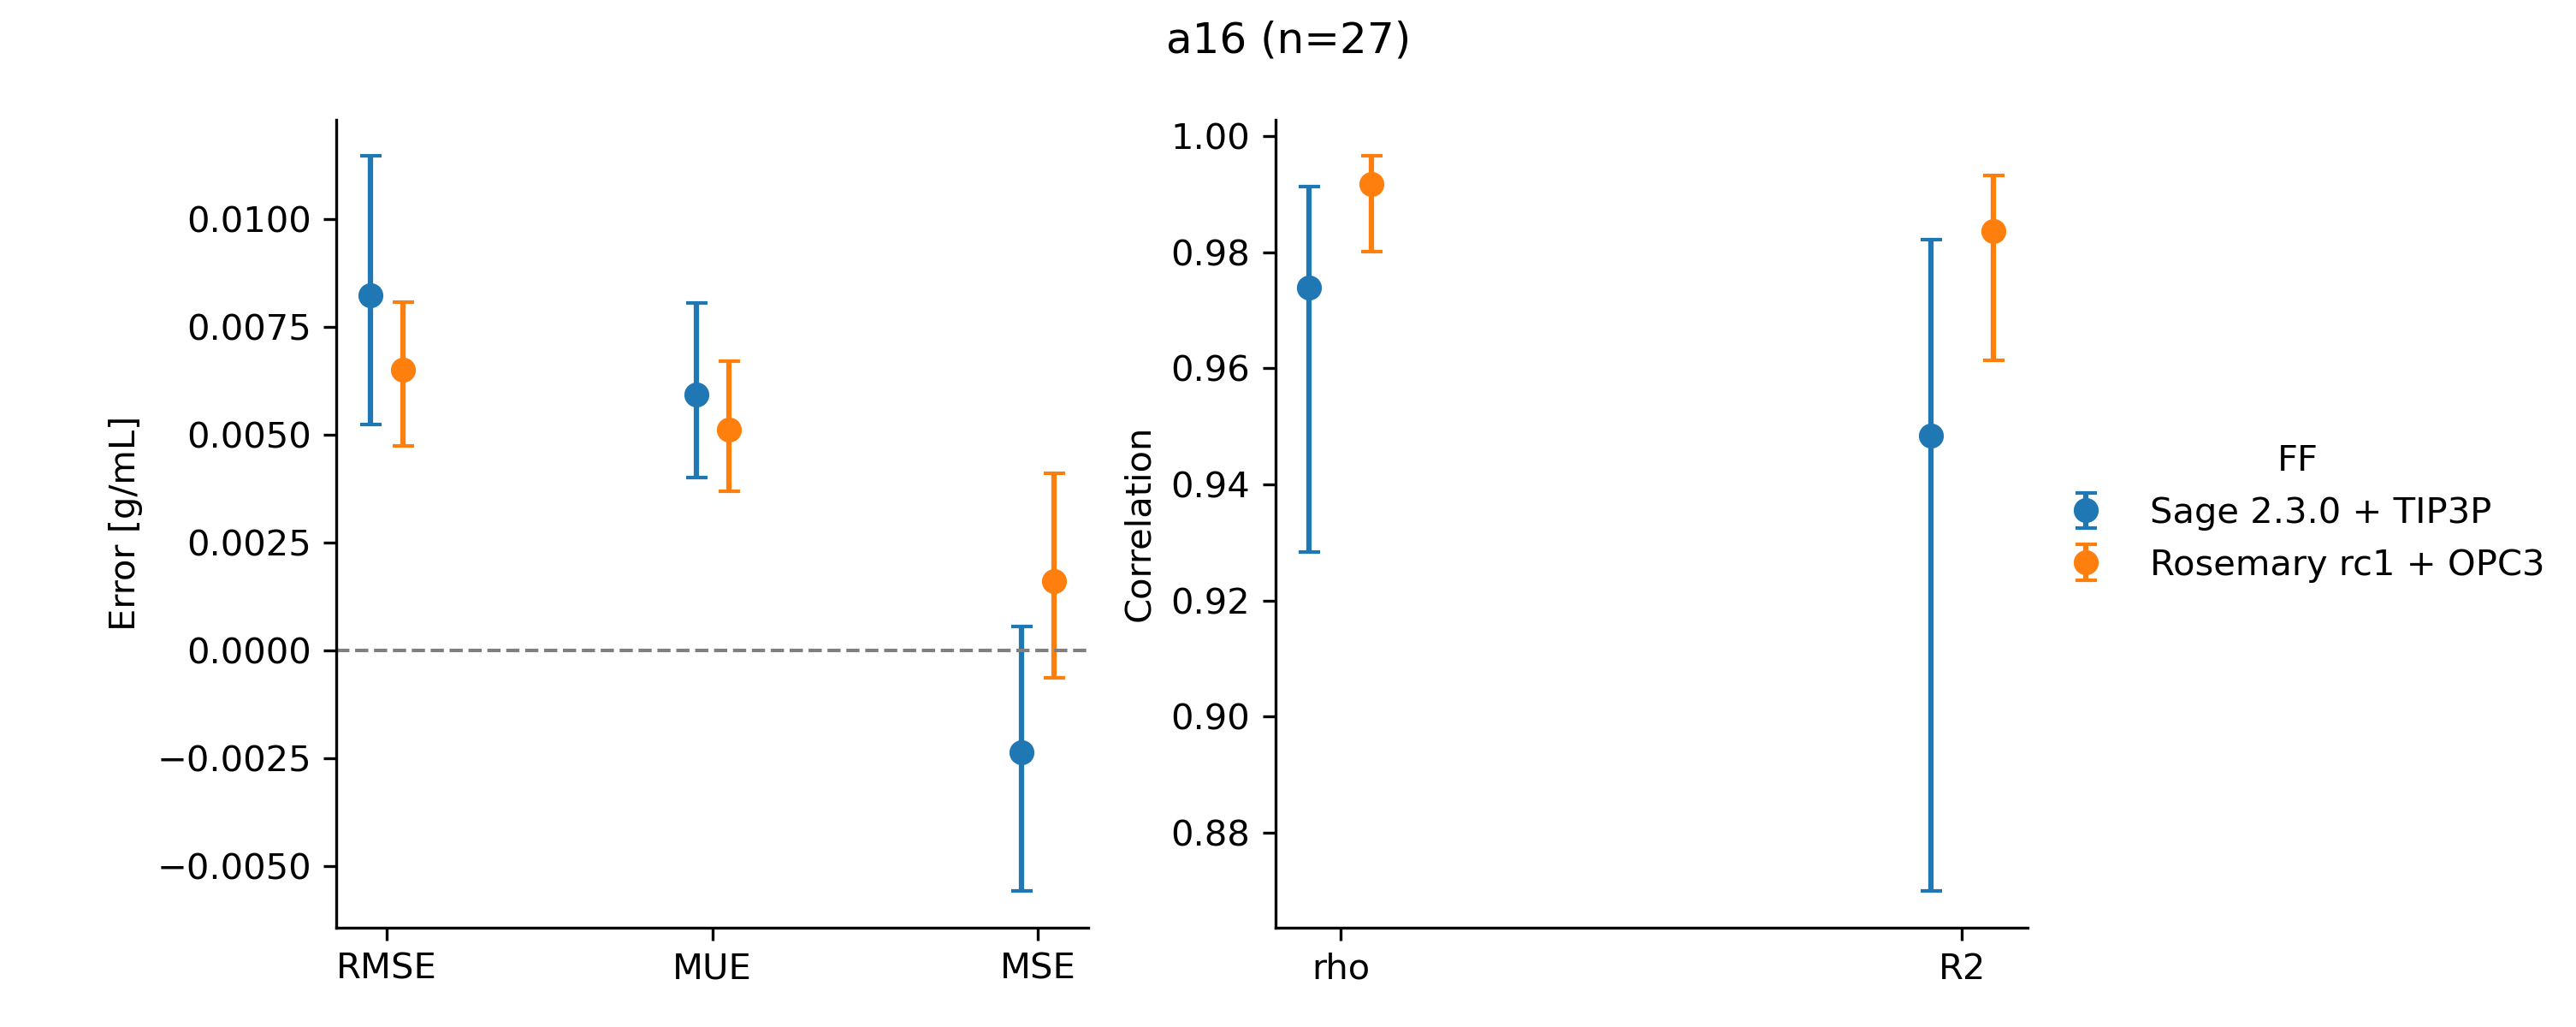 a16 (n=27)
Error [g/mL]
0.0100
0.0075
0.0050
0.0025
0.0000
−0.0025
−0.0050
RMSE
MUE
MSE
Correlation
1.00
0.98
0.96
0.94
0.92
0.90
0.88
rho
R2
FF
Sage 2.3.0 + TIP3P
Rosemary rc1 + OPC3